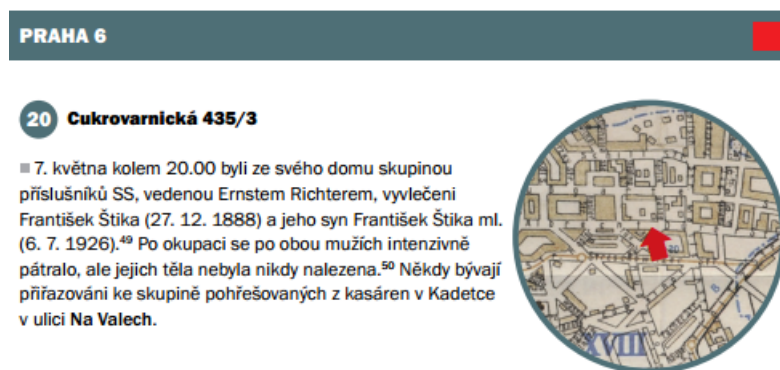 PRAHA 6
20 Cukrovarnická 435/3
■ 7. května kolem 20.00 byli ze svého domu skupinou
příslušníků SS, vedenou Ernstem Richterem, vyvlečeni
František Štika (27. 12. 1888) a jeho syn František Štika ml.
(6. 7. 1926).⁴⁹ Po okupaci se po obou mužích intenzivně
pátralo, ale jejich těla nebyla nikdy nalezena.⁵⁰ Někdy bývají
přiřazováni ke skupině pohřešovaných z kasáren v Kadetce
v ulici Na Valech.
XVIII